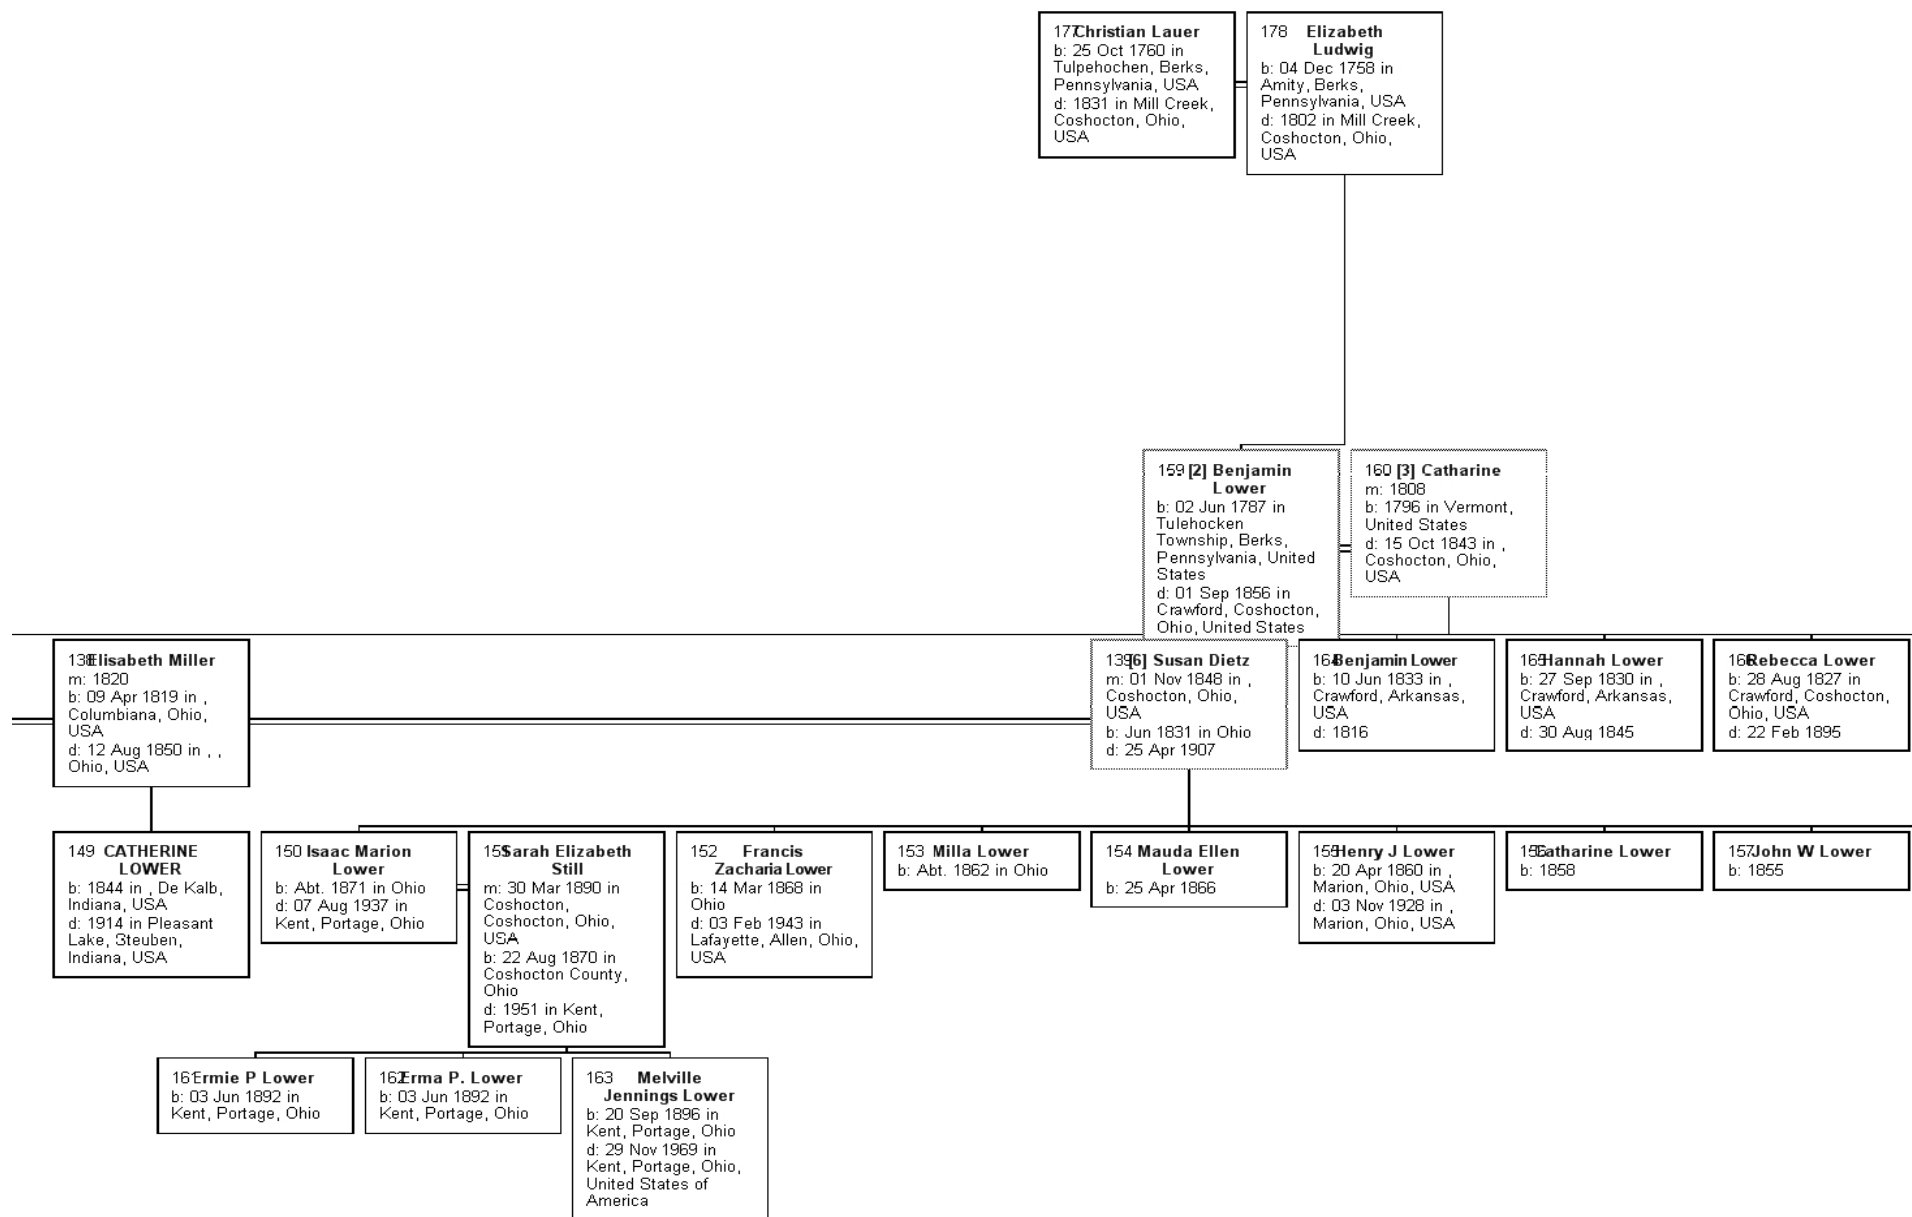 177 Christian Lauer
b: 25 Oct 1760 in
Tulpehochen, Berks,
Pennsylvania, USA
d: 1831 in Mill Creek,
Coshocton, Ohio,
USA
178 Elizabeth
Ludwig
b: 04 Dec 1758 in
Amity, Berks,
Pennsylvania, USA
d: 1802 in Mill Creek,
Coshocton, Ohio,
USA
159 [2] Benjamin
Lower
b: 02 Jun 1787 in
Tulehocken
Township, Berks,
Pennsylvania, United
States
d: 01 Sep 1856 in
Crawford, Coshocton,
Ohio, United States
160 [3] Catharine
m: 1808
b: 1796 in Vermont,
United States
d: 15 Oct 1843 in ,
Coshocton, Ohio,
USA
138 Elisabeth Miller
m: 1820
b: 09 Apr 1819 in ,
Columbiana, Ohio,
USA
d: 12 Aug 1850 in , ,
Ohio, USA
139 [6] Susan Dietz
m: 01 Nov 1848 in ,
Coshocton, Ohio,
USA
b: Jun 1831 in Ohio
d: 25 Apr 1907
164 Benjamin Lower
b: 10 Jun 1833 in ,
Crawford, Arkansas,
USA
d: 1816
165 Hannah Lower
b: 27 Sep 1830 in ,
Crawford, Arkansas,
USA
d: 30 Aug 1845
166 Rebecca Lower
b: 28 Aug 1827 in
Crawford, Coshocton,
Ohio, USA
d: 22 Feb 1895
149 CATHERINE
LOWER
b: 1844 in , De Kalb,
Indiana, USA
d: 1914 in Pleasant
Lake, Steuben,
Indiana, USA
150 Isaac Marion
Lower
b: Abt. 1871 in Ohio
d: 07 Aug 1937 in
Kent, Portage, Ohio
Sarah Elizabeth
Still
m: 30 Mar 1890 in
Coshocton,
Coshocton, Ohio,
USA
b: 22 Aug 1870 in
Coshocton County,
Ohio
d: 1951 in Kent,
Portage, Ohio
152 Francis
Zacharia Lower
b: 14 Mar 1868 in
Ohio
d: 03 Feb 1943 in
Lafayette, Allen, Ohio,
USA
153 Milla Lower
b: Abt. 1862 in Ohio
154 Mauda Ellen
Lower
b: 25 Apr 1866
155 Henry J Lower
b: 20 Apr 1860 in ,
Marion, Ohio, USA
d: 03 Nov 1928 in ,
Marion, Ohio, USA
156 Catharine Lower
b: 1858
157 John W Lower
b: 1855
161 Ermie P Lower
b: 03 Jun 1892 in
Kent, Portage, Ohio
162 Erma P. Lower
b: 03 Jun 1892 in
Kent, Portage, Ohio
163 Melville
Jennings Lower
b: 20 Sep 1896 in
Kent, Portage, Ohio
d: 29 Nov 1969 in
Kent, Portage, Ohio,
United States of
America